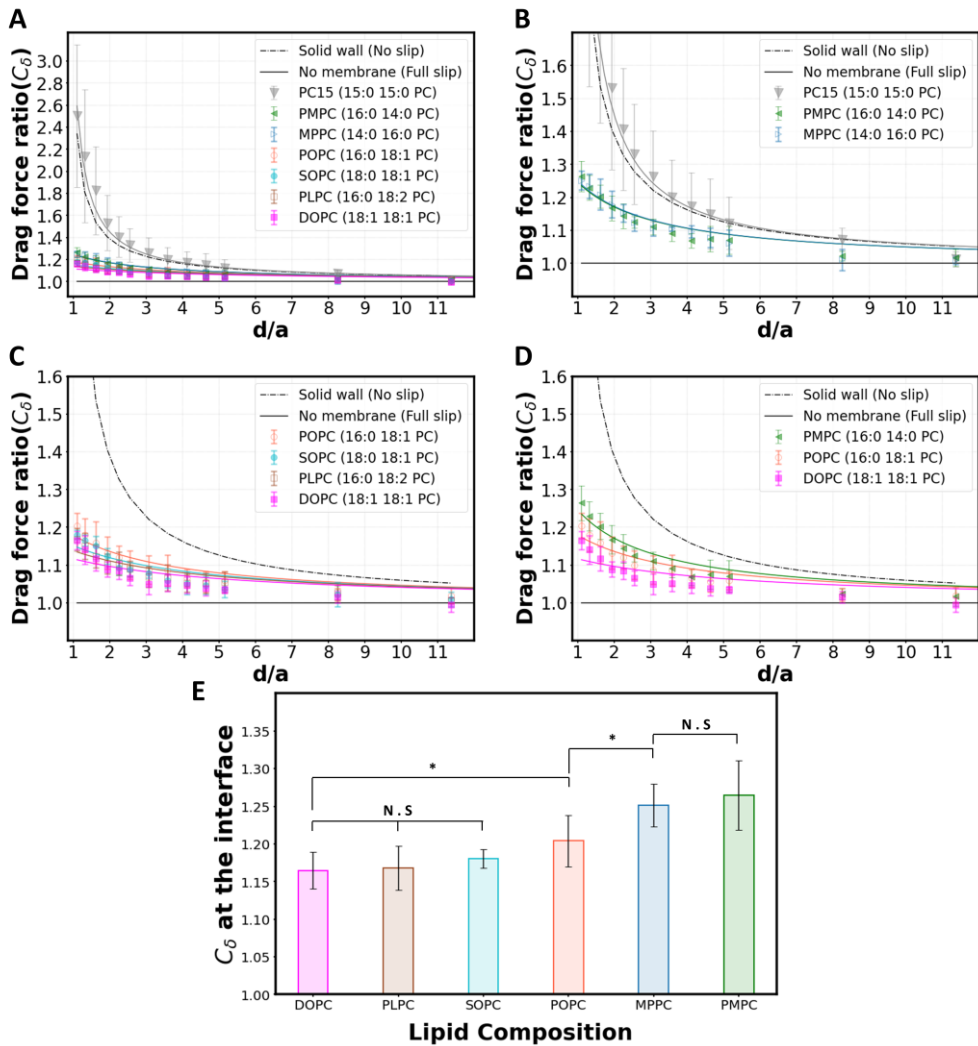 A
Drag force ratio(Cδ)
3.0
2.8
2.6
2.4
2.2
2.0
1.8
1.6
1.4
1.2
1.0
Solid wall (No slip)
No membrane (Full slip)
PC15 (15:0 15:0 PC)
PMPC (16:0 14:0 PC)
MPPC (14:0 16:0 PC)
POPC (16:0 18:1 PC)
SOPC (18:0 18:1 PC)
PLPC (16:0 18:2 PC)
DOPC (18:1 18:1 PC)
1 2 3 4 5 6 7 8 9 10 11
d/a
B
Drag force ratio(Cδ)
1.6
1.5
1.4
1.3
1.2
1.1
1.0
Solid wall (No slip)
No membrane (Full slip)
PC15 (15:0 15:0 PC)
PMPC (16:0 14:0 PC)
MPPC (14:0 16:0 PC)
1 2 3 4 5 6 7 8 9 10 11
d/a
C
Drag force ratio(Cδ)
1.6
1.5
1.4
1.3
1.2
1.1
1.0
Solid wall (No slip)
No membrane (Full slip)
POPC (16:0 18:1 PC)
SOPC (18:0 18:1 PC)
PLPC (16:0 18:2 PC)
DOPC (18:1 18:1 PC)
1 2 3 4 5 6 7 8 9 10 11
d/a
D
Drag force ratio(Cδ)
1.6
1.5
1.4
1.3
1.2
1.1
1.0
Solid wall (No slip)
No membrane (Full slip)
PMPC (16:0 14:0 PC)
POPC (16:0 18:1 PC)
DOPC (18:1 18:1 PC)
1 2 3 4 5 6 7 8 9 10 11
d/a
E
Cδ at the interface
1.35
1.30
1.25
1.20
1.15
1.10
1.05
1.00
N . S
*
*
N . S
DOPC PLPC SOPC POPC MPPC PMPC
Lipid Composition